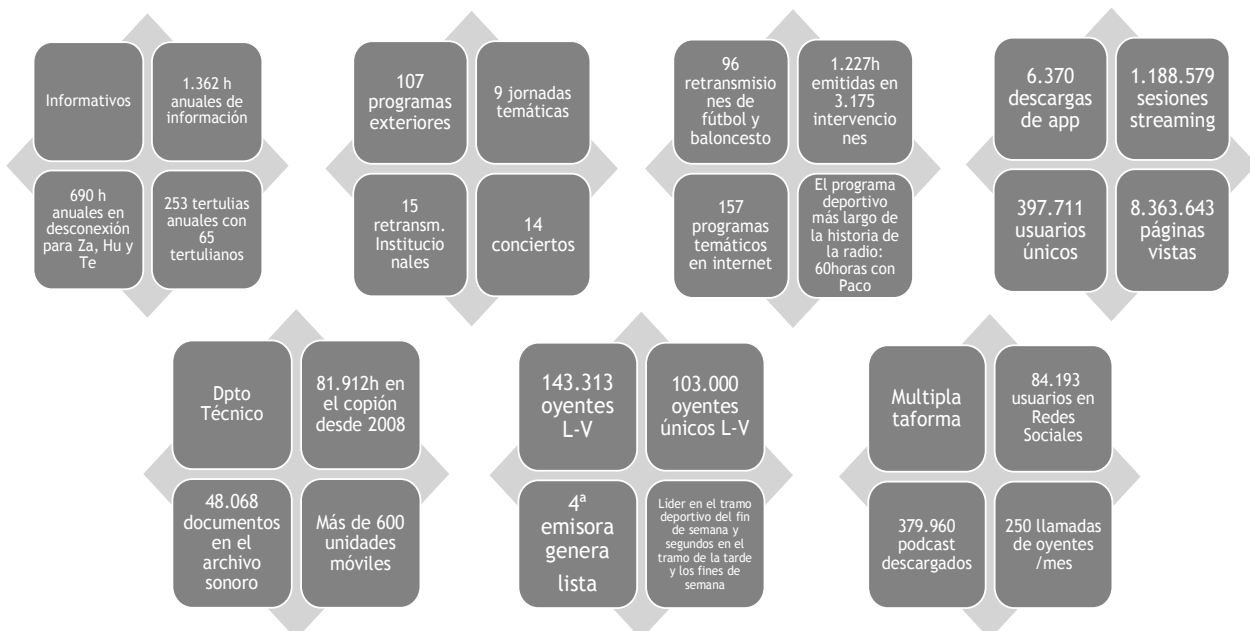 Informativos
1.362 h
anuales de
información
690 h
anuales en
desconexión
para Za, Hu y
Te
253 tertulias
anuales con
65
tertulianos
107
programas
exteriores
9 jornadas
temáticas
15
retransm.
Institucio
nales
14
conciertos
96
retransmisio
nes de
fútbol y
baloncesto
1.227h
emitidas en
3.175
intervencio
nes
157
programas
temáticos
en internet
El programa
deportivo
más largo de
la historia de
la radio:
60horas con
Paco
6.370
descargas
de app
1.188.579
sesiones
streaming
397.711
usuarios
únicos
8.363.643
páginas
vistas
Dpto
Técnico
81.912h en
el copión
desde 2008
48.068
documentos
en el
archivo
sonoro
Más de 600
unidades
móviles
143.313
oyentes
L-V
103.000
oyentes
únicos L-V
4ª
emisora
genera
lista
Líder en el tramo
deportivo del fin
de semana y
segundos en el
tramo de la tarde
y los fines de
semana
Multipla
taforma
84.193
usuarios en
Redes
Sociales
379.960
podcast
descargados
250 llamadas
de oyentes
/mes